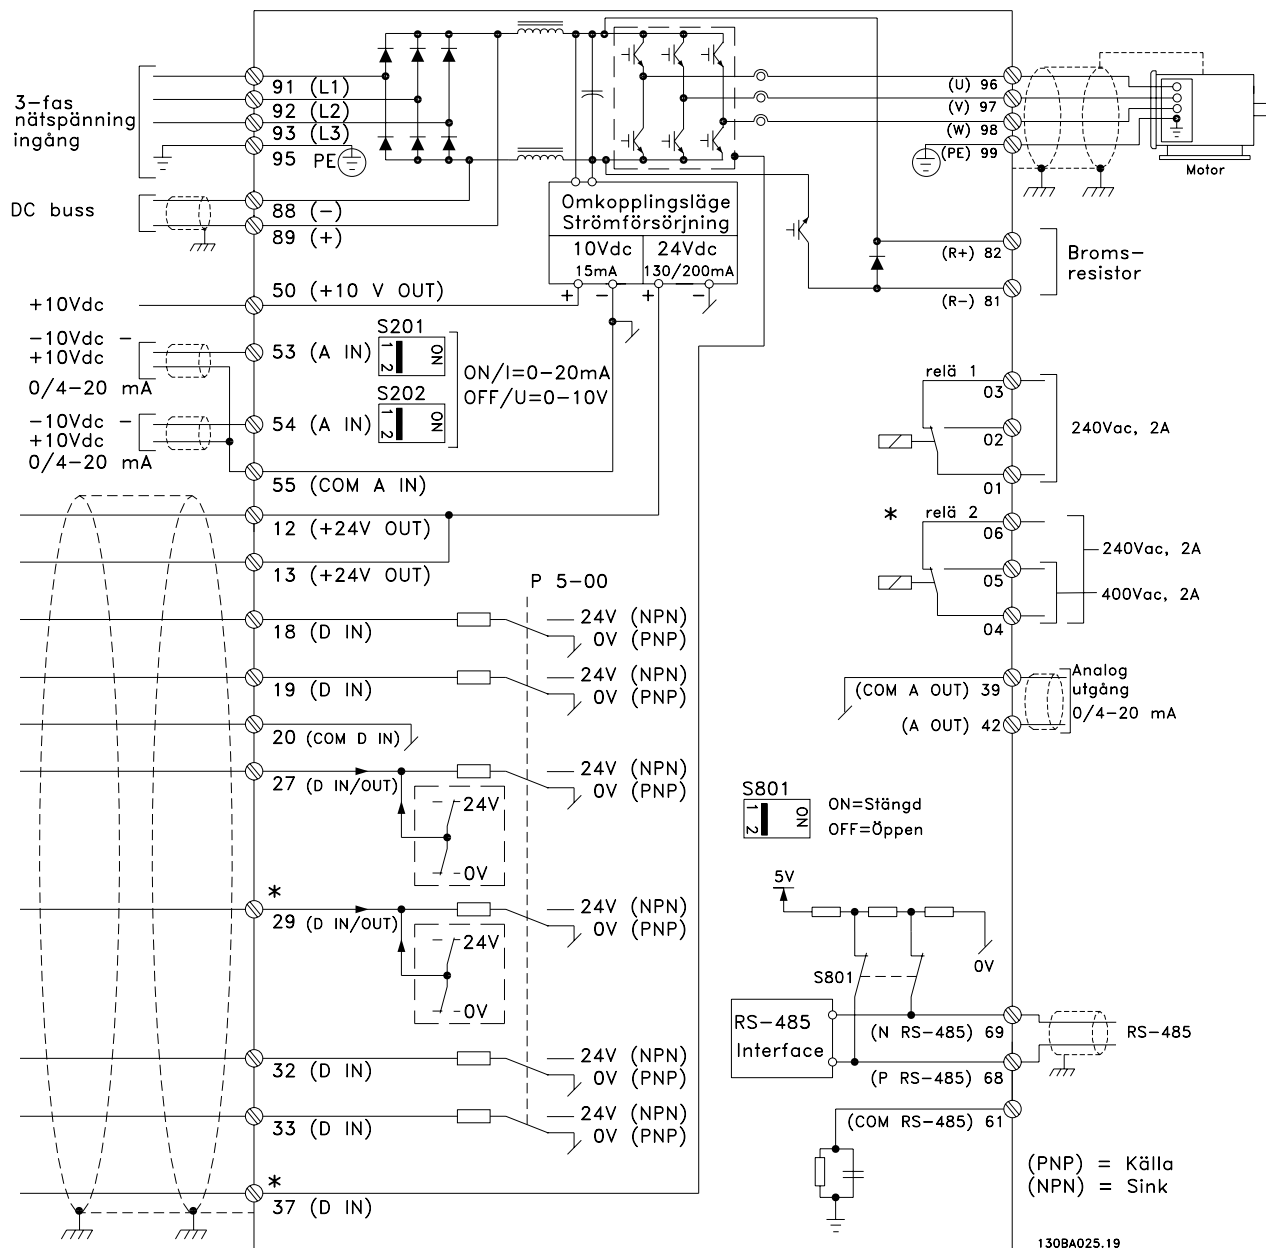 3-fas
nätspänning
ingång
91 (L1)
92 (L2)
93 (L3)
95 PE
DC buss
88 (-)
89 (+)
+10Vdc
50 (+10 V OUT)
-10Vdc -
+10Vdc
0/4-20 mA
53 (A IN)
S201
1
2
ON
S202
1
2
ON
ON/I=0-20mA
OFF/U=0-10V
-10Vdc -
+10Vdc
0/4-20 mA
54 (A IN)
55 (COM A IN)
12 (+24V OUT)
13 (+24V OUT)
P 5-00
18 (D IN)
24V (NPN)
0V (PNP)
19 (D IN)
24V (NPN)
0V (PNP)
20 (COM D IN)
27 (D IN/OUT)
24V (NPN)
0V (PNP)
24V
0V
*
29 (D IN/OUT)
24V (NPN)
0V (PNP)
24V
0V
32 (D IN)
24V (NPN)
0V (PNP)
33 (D IN)
24V (NPN)
0V (PNP)
*
37 (D IN)
Omkopplingsläge
Strömförsörjning
10Vdc
15mA
24Vdc
130/200mA
+ - + -
(U) 96
(V) 97
(W) 98
(PE) 99
Motor
(R+) 82
(R-) 81
Broms-
resistor
relä 1
03
02
01
240Vac, 2A
*
relä 2
06
05
04
240Vac, 2A
400Vac, 2A
(COM A OUT) 39
(A OUT) 42
Analog
utgång
0/4-20 mA
S801
1
2
ON
ON=Stängd
OFF=Öppen
5V
0V
S801
RS-485
Interface
(N RS-485) 69
(P RS-485) 68
(COM RS-485) 61
RS-485
(PNP) = Källa
(NPN) = Sink
130BA025.19